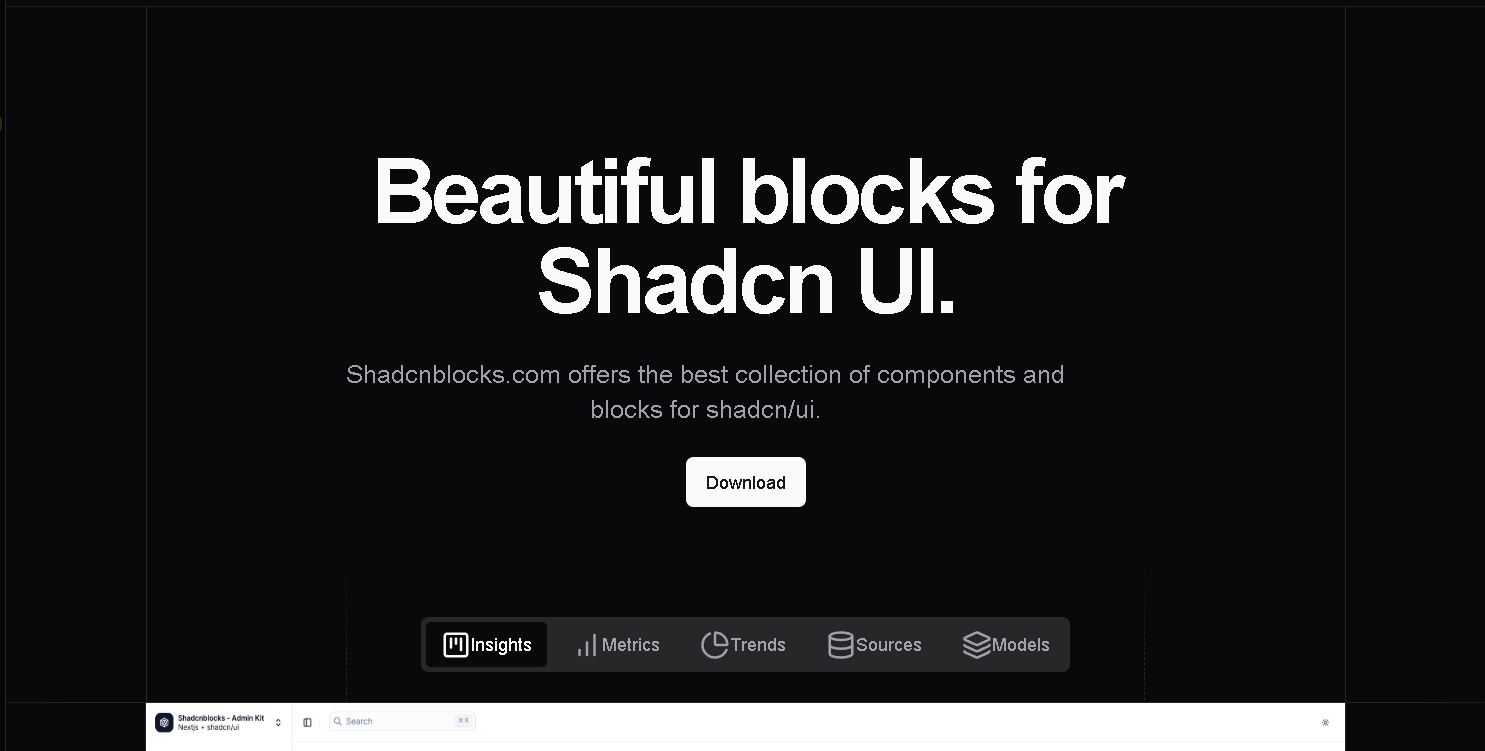 Beautiful blocks for
Shadcn UI.
Shadcnblocks.com offers the best collection of components and
blocks for shadcn/ui.
Download
Insights Metrics Trends Sources Models
Shadcnblocks - Admin Kit
Nextjs + shadcn/ui
Search ⌘K